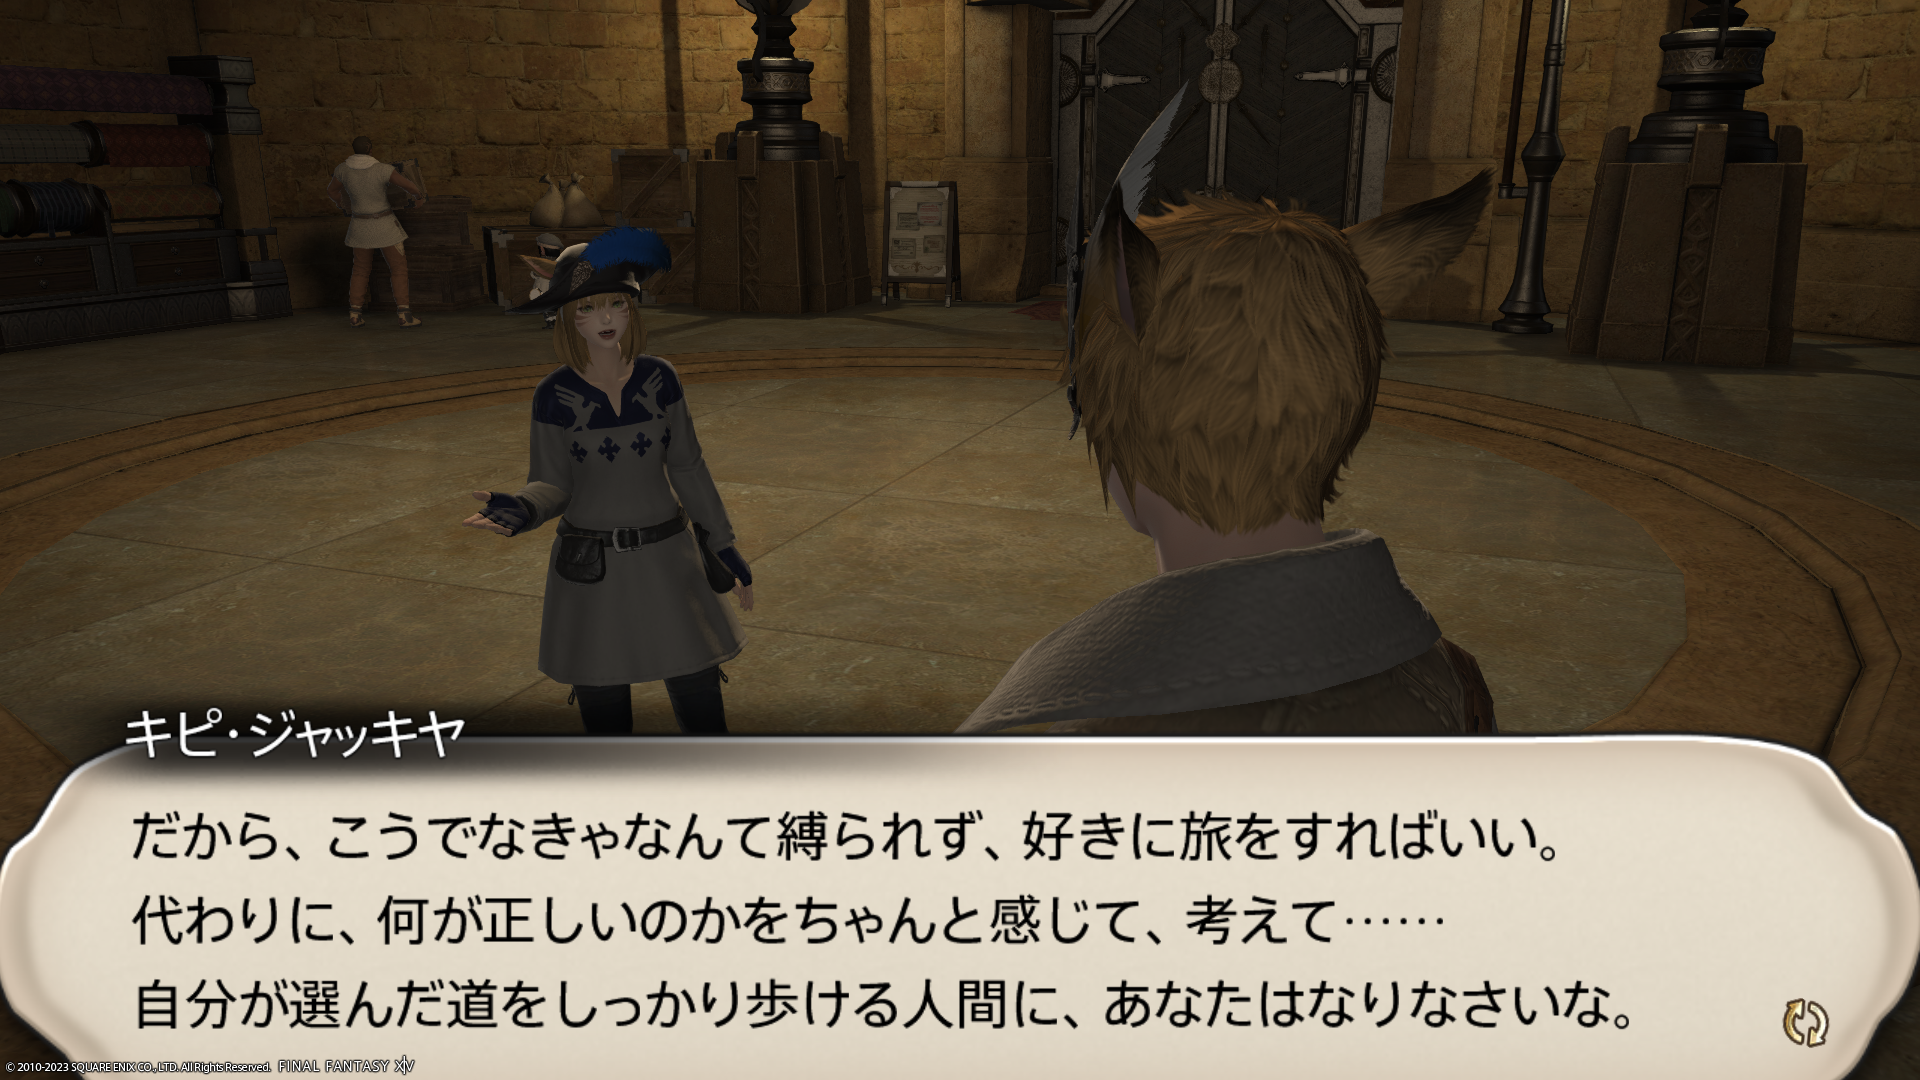 キピ・ジャッキヤ
だから、こうでなきゃなんて縛られず、好きに旅をすればいい。
代わりに、何が正しいのかをちゃんと感じて、考えて……
自分が選んだ道をしっかり歩ける人間に、あなたはなりなさいな。
© 2010-2023 SQUARE ENIX CO., LTD. All Rights Reserved. FINAL FANTASY XIV